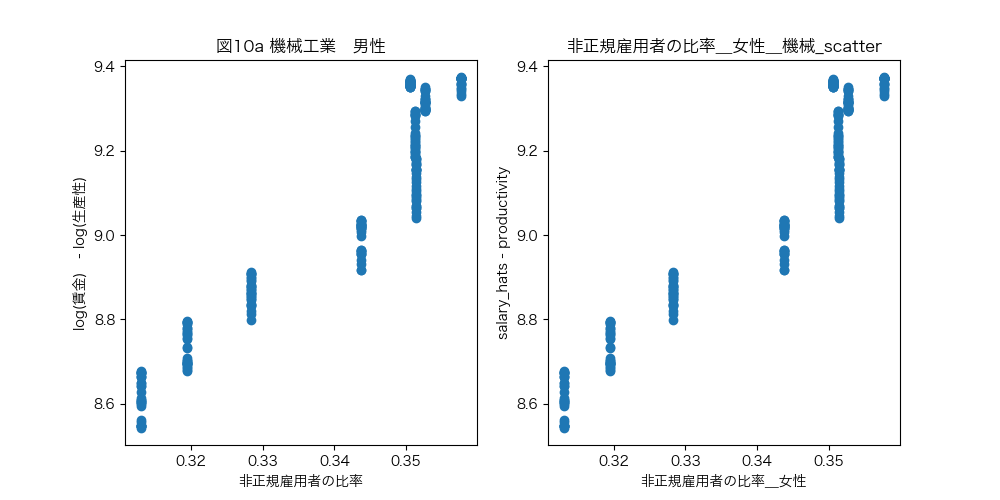 図10a 機械工業　男性
9.4
9.2
9.0
8.8
8.6
log(賃金)　- log(生産性)
0.32 0.33 0.34 0.35
非正規雇用者の比率
非正規雇用者の比率__女性__機械_scatter
9.4
9.2
9.0
8.8
8.6
salary_hats - productivity
0.32 0.33 0.34 0.35
非正規雇用者の比率__女性